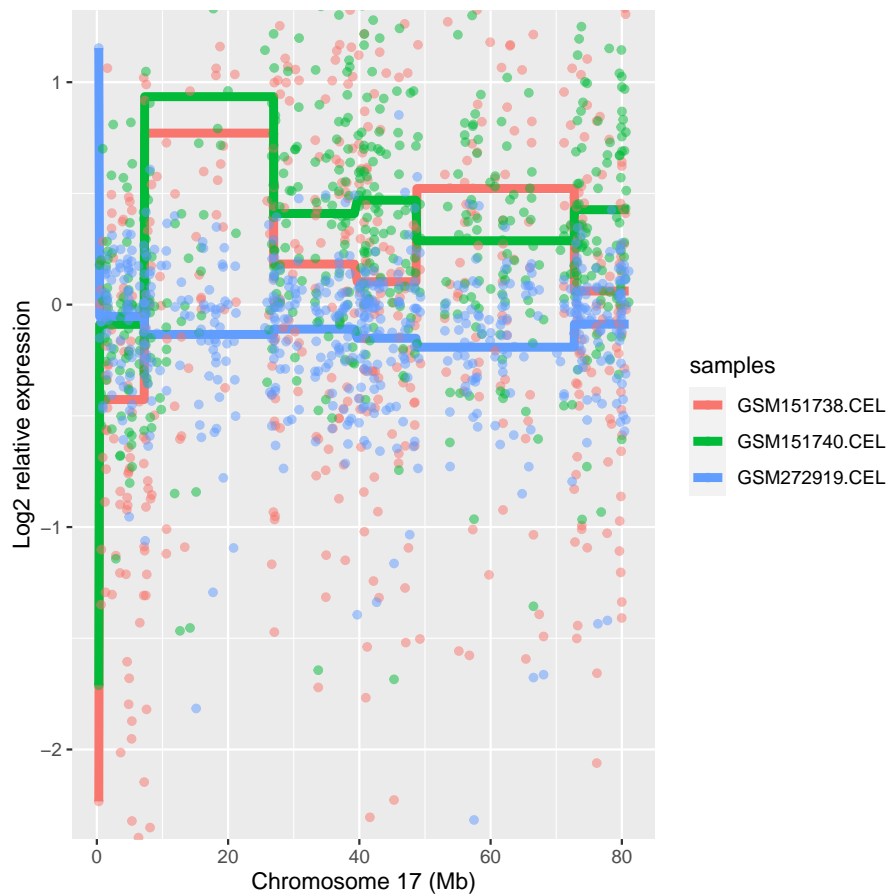 1
0
−1
−2
Log2 relative expression
0
20
40
60
80
Chromosome 17 (Mb)
samples
GSM151738.CEL
GSM151740.CEL
GSM272919.CEL